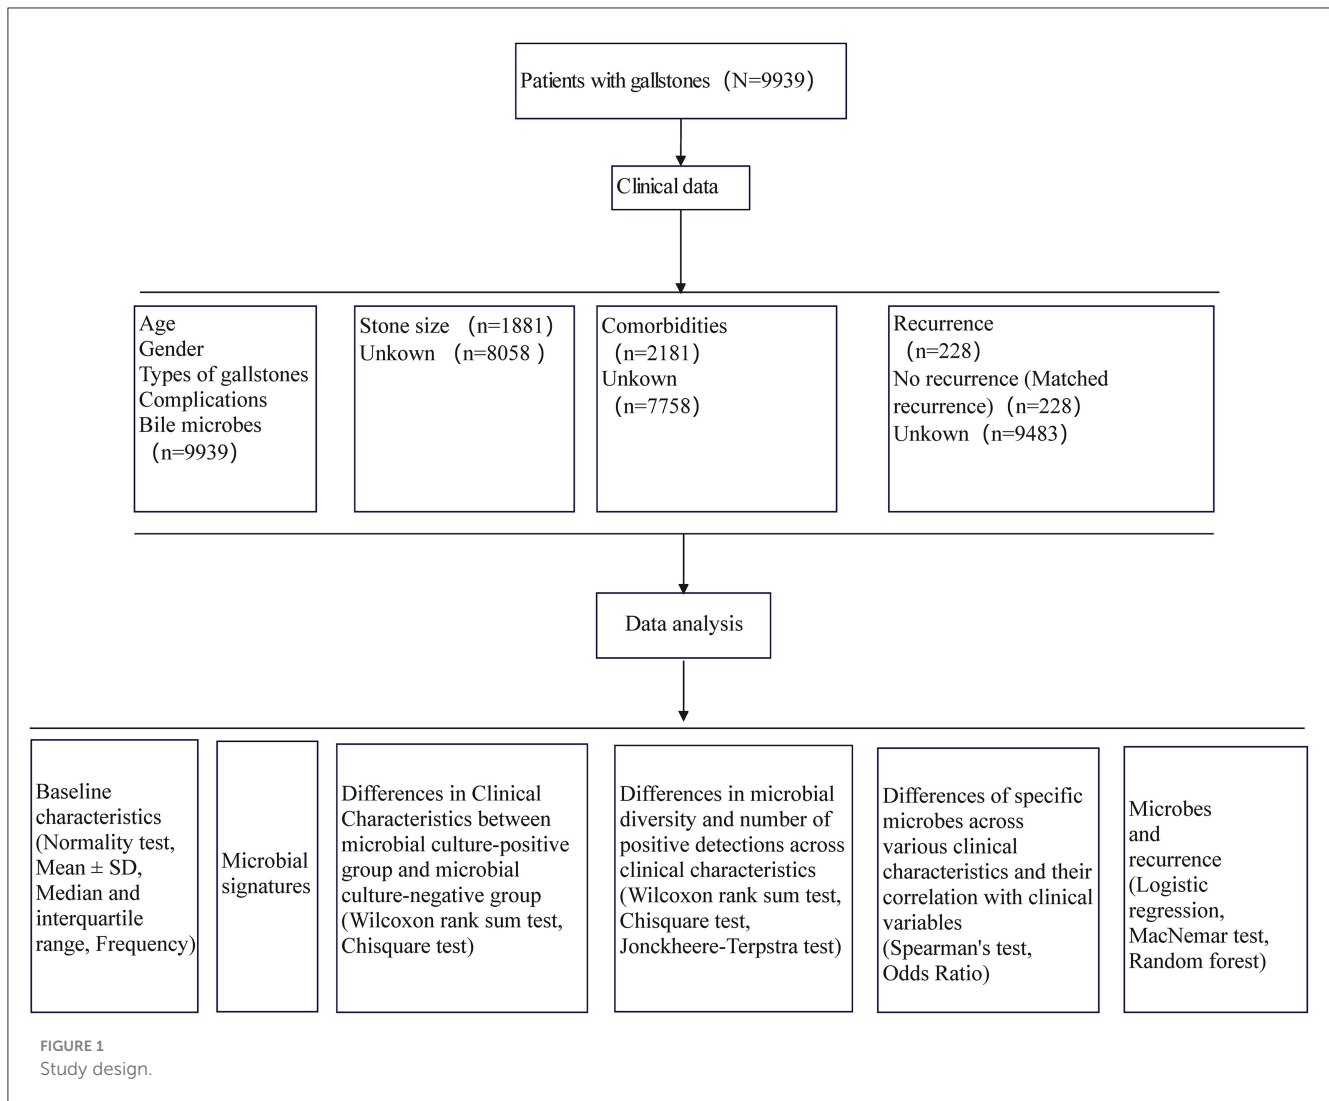 Patients with gallstones（N=9939）
Clinical data
Age
Gender
Types of gallstones
Complications
Bile microbes
（n=9939）
Stone size （n=1881）
Unkown （n=8058 ）
Comorbidities
（n=2181）
Unkown
（n=7758）
Recurrence
（n=228）
No recurrence (Matched
recurrence)（n=228）
Unkown（n=9483）
Data analysis
Baseline
characteristics
(Normality test,
Mean ± SD,
Median and
interquartile
range, Frequency)
Microbial
signatures
Differences in Clinical
Characteristics between
microbial culture-positive
group and microbial
culture-negative group
(Wilcoxon rank sum test,
Chisquare test)
Differences in microbial
diversity and number of
positive detections across
clinical characteristics
(Wilcoxon rank sum test,
Chisquare test,
Jonckheere-Terpstra test)
Differences of specific
microbes across
various clinical
characteristics and their
correlation with clinical
variables
(Spearman's test,
Odds Ratio)
Microbes
and
recurrence
(Logistic
regression,
MacNemar test,
Random forest)
FIGURE 1
Study design.